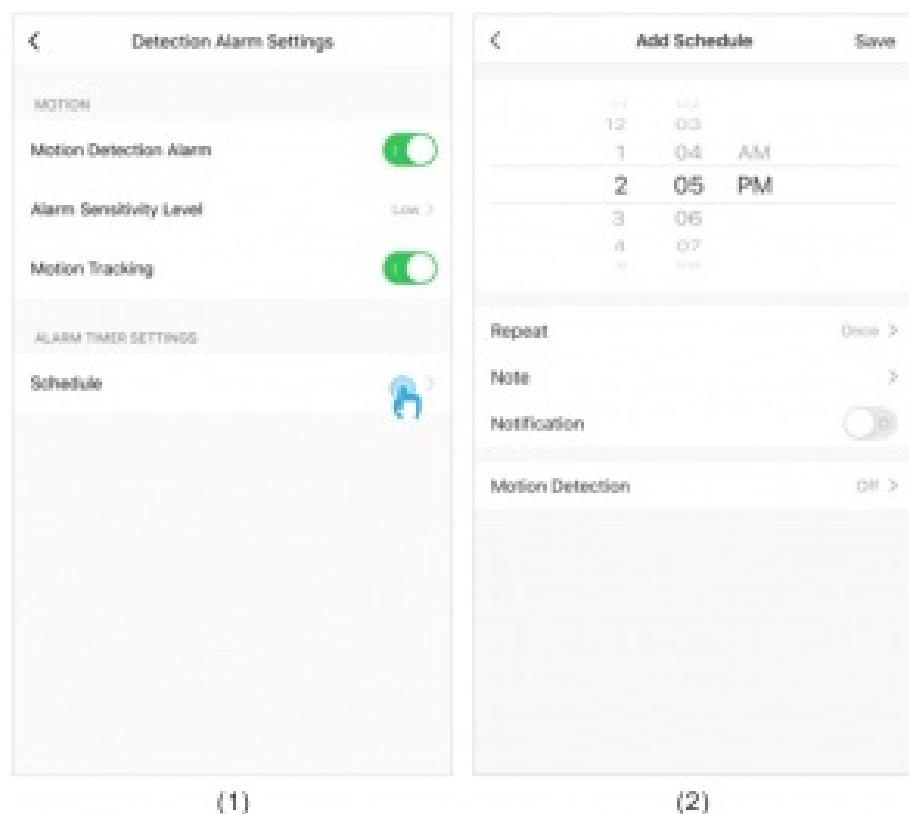 Detection Alarm Settings
MOTION
Motion Detection Alarm
Alarm Sensitivity Level Low
Motion Tracking
ALARM TIMER SETTINGS
Schedule
(1)
Add Schedule Save
12 03
1 04 AM
2 05 PM
3 06
4 07
Repeat Once
Note
Notification
Motion Detection Off
(2)